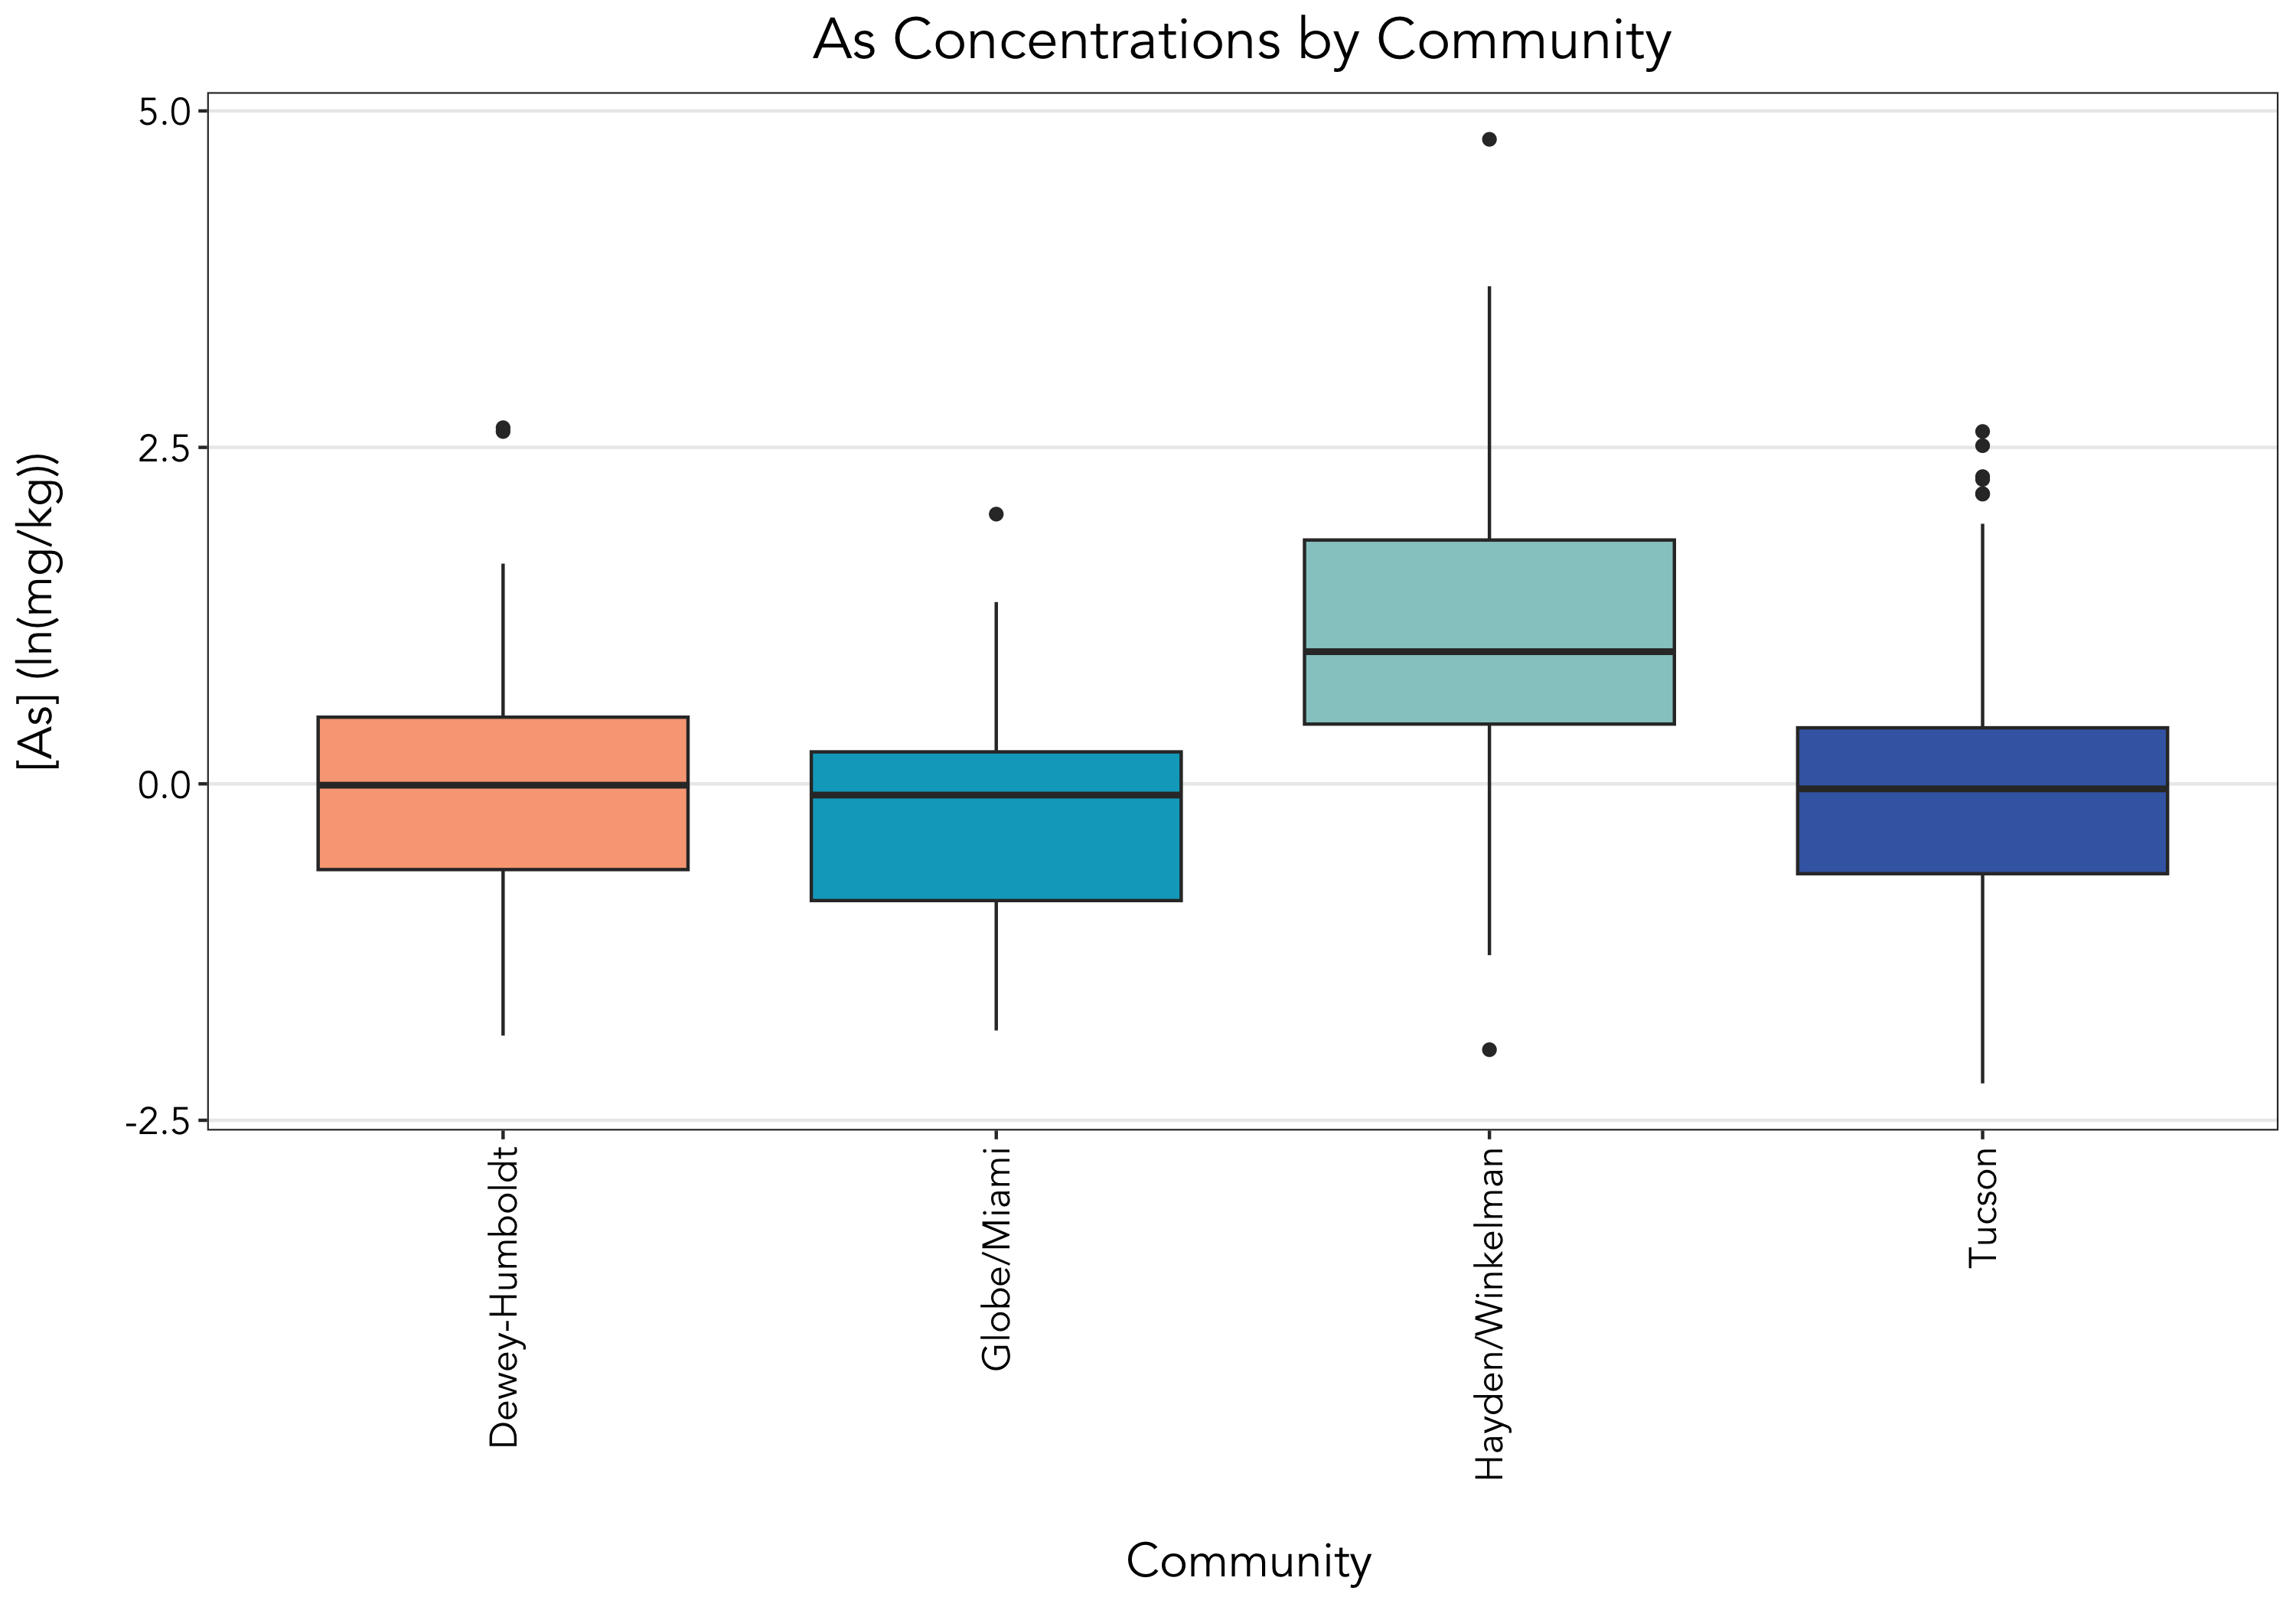 As Concentrations by Community
[As] (ln(mg/kg))
5.0
2.5
0.0
-2.5
Dewey-Humboldt
Globe/Miami
Hayden/Winkelman
Tucson
Community